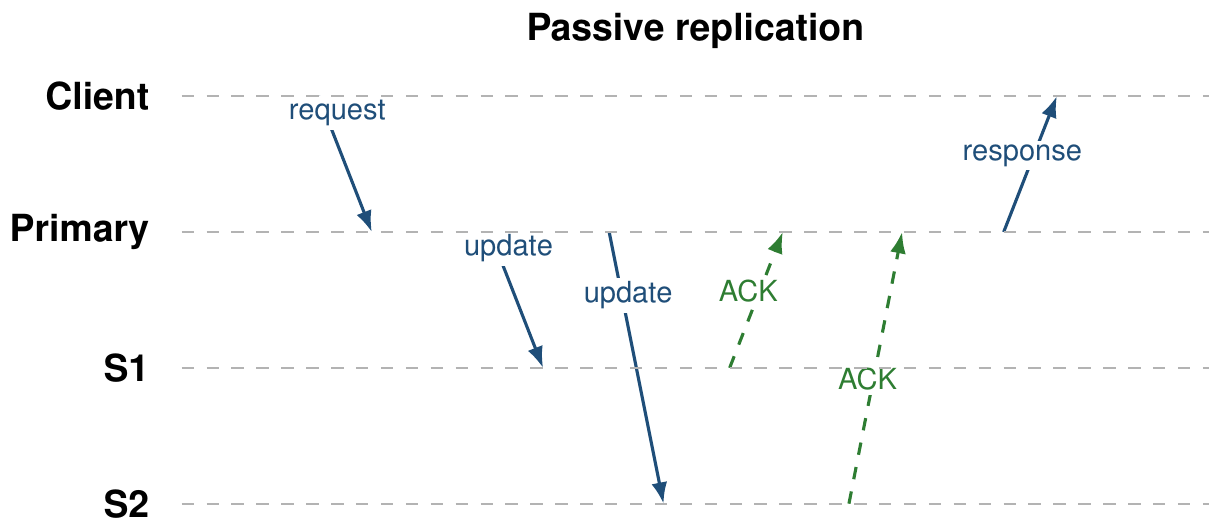 Passive replication
Client
request
response
Primary
update
update
ACK
S1
ACK
S2